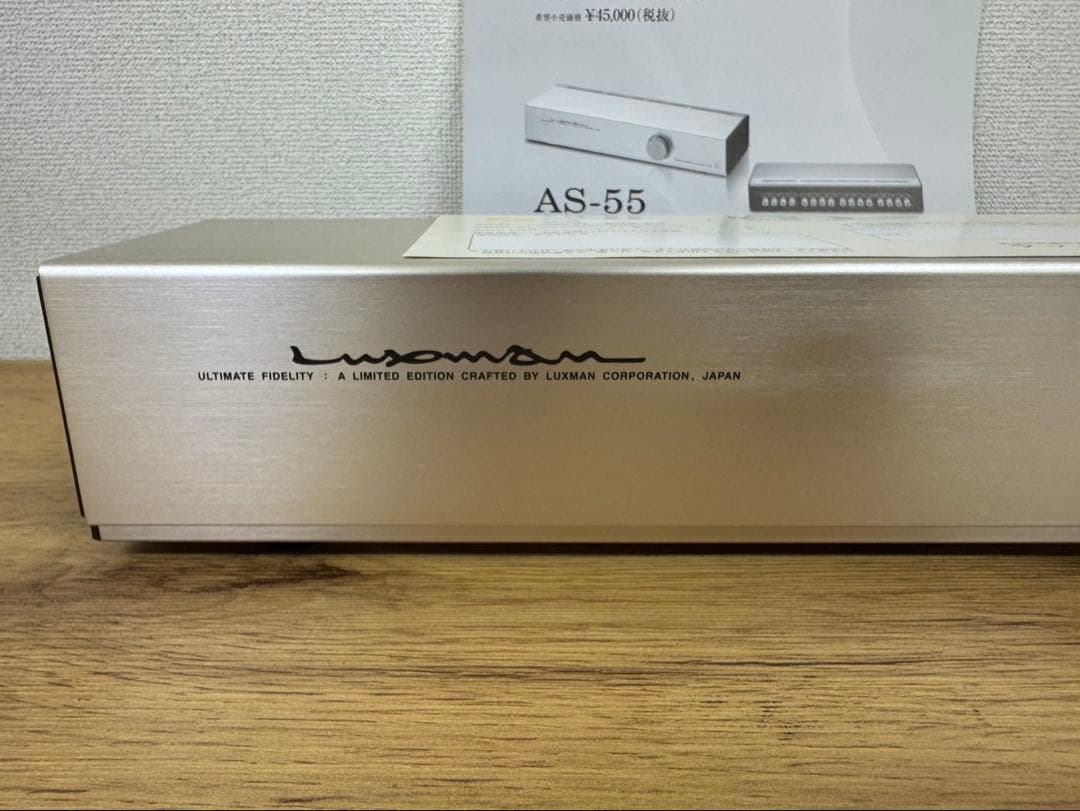 希望小売価格 ¥45,000(税抜)
AS-55
Luxman
ULTIMATE FIDELITY : A LIMITED EDITION CRAFTED BY LUXMAN CORPORATION, JAPAN